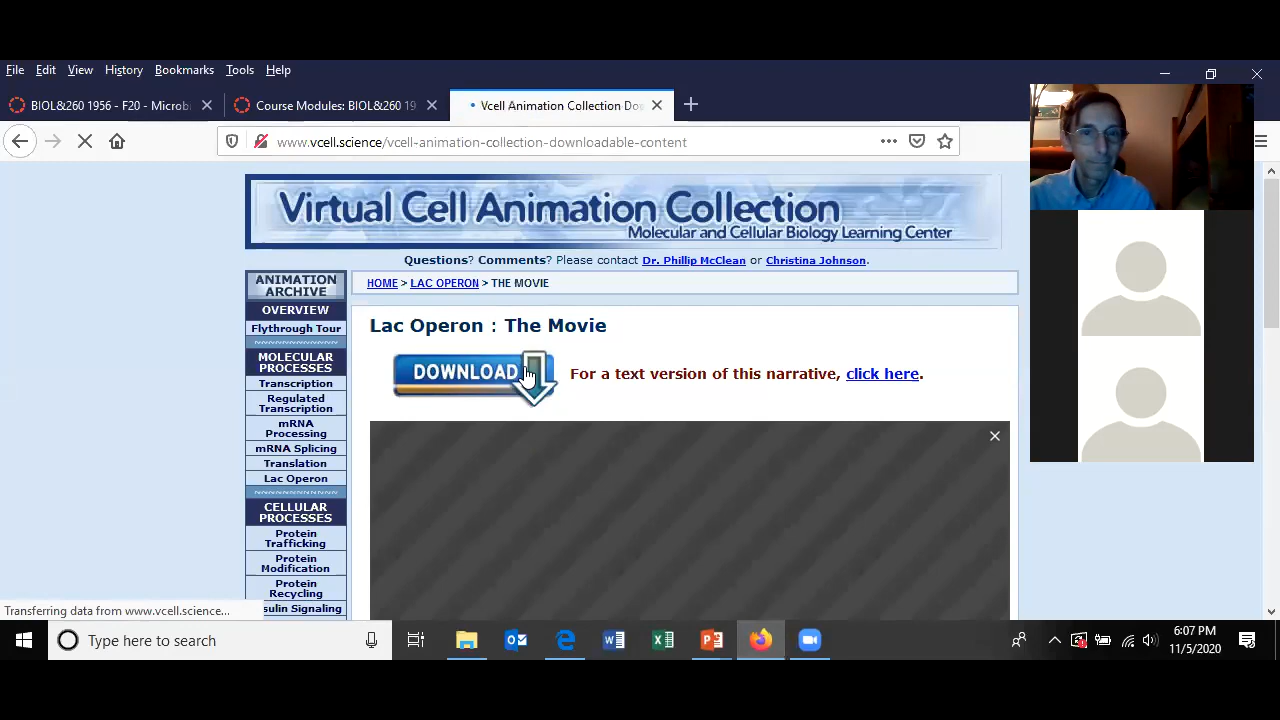 File Edit View History Bookmarks Tools Help
BIOL&260 1956 - F20 - Microbi
Course Modules: BIOL&260 19
Vcell Animation Collection Dow
www.vcell.science/vcell-animation-collection-downloadable-content
Virtual Cell Animation Collection
Molecular and Cellular Biology Learning Center
Questions? Comments? Please contact Dr. Phillip McClean or Christina Johnson.
ANIMATION
ARCHIVE
OVERVIEW
Flythrough Tour
MOLECULAR
PROCESSES
Transcription
Regulated
Transcription
mRNA
Processing
mRNA Splicing
Translation
Lac Operon
CELLULAR
PROCESSES
Protein
Trafficking
Protein
Modification
Protein
Recycling
sulin Signaling
HOME > LAC OPERON > THE MOVIE
Lac Operon : The Movie
DOWNLOAD
For a text version of this narrative, click here.
Transferring data from www.vcell.science...
Type here to search
6:07 PM
11/5/2020